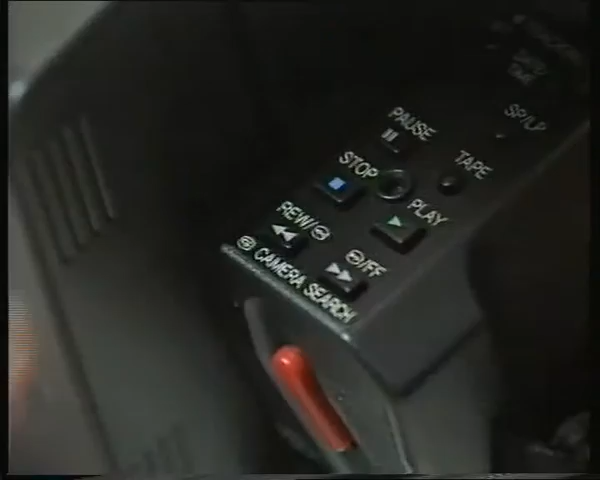 SP/LP
PAUSE
TAPE
STOP
PLAY
REW/
/FF
CAMERA SEARCH